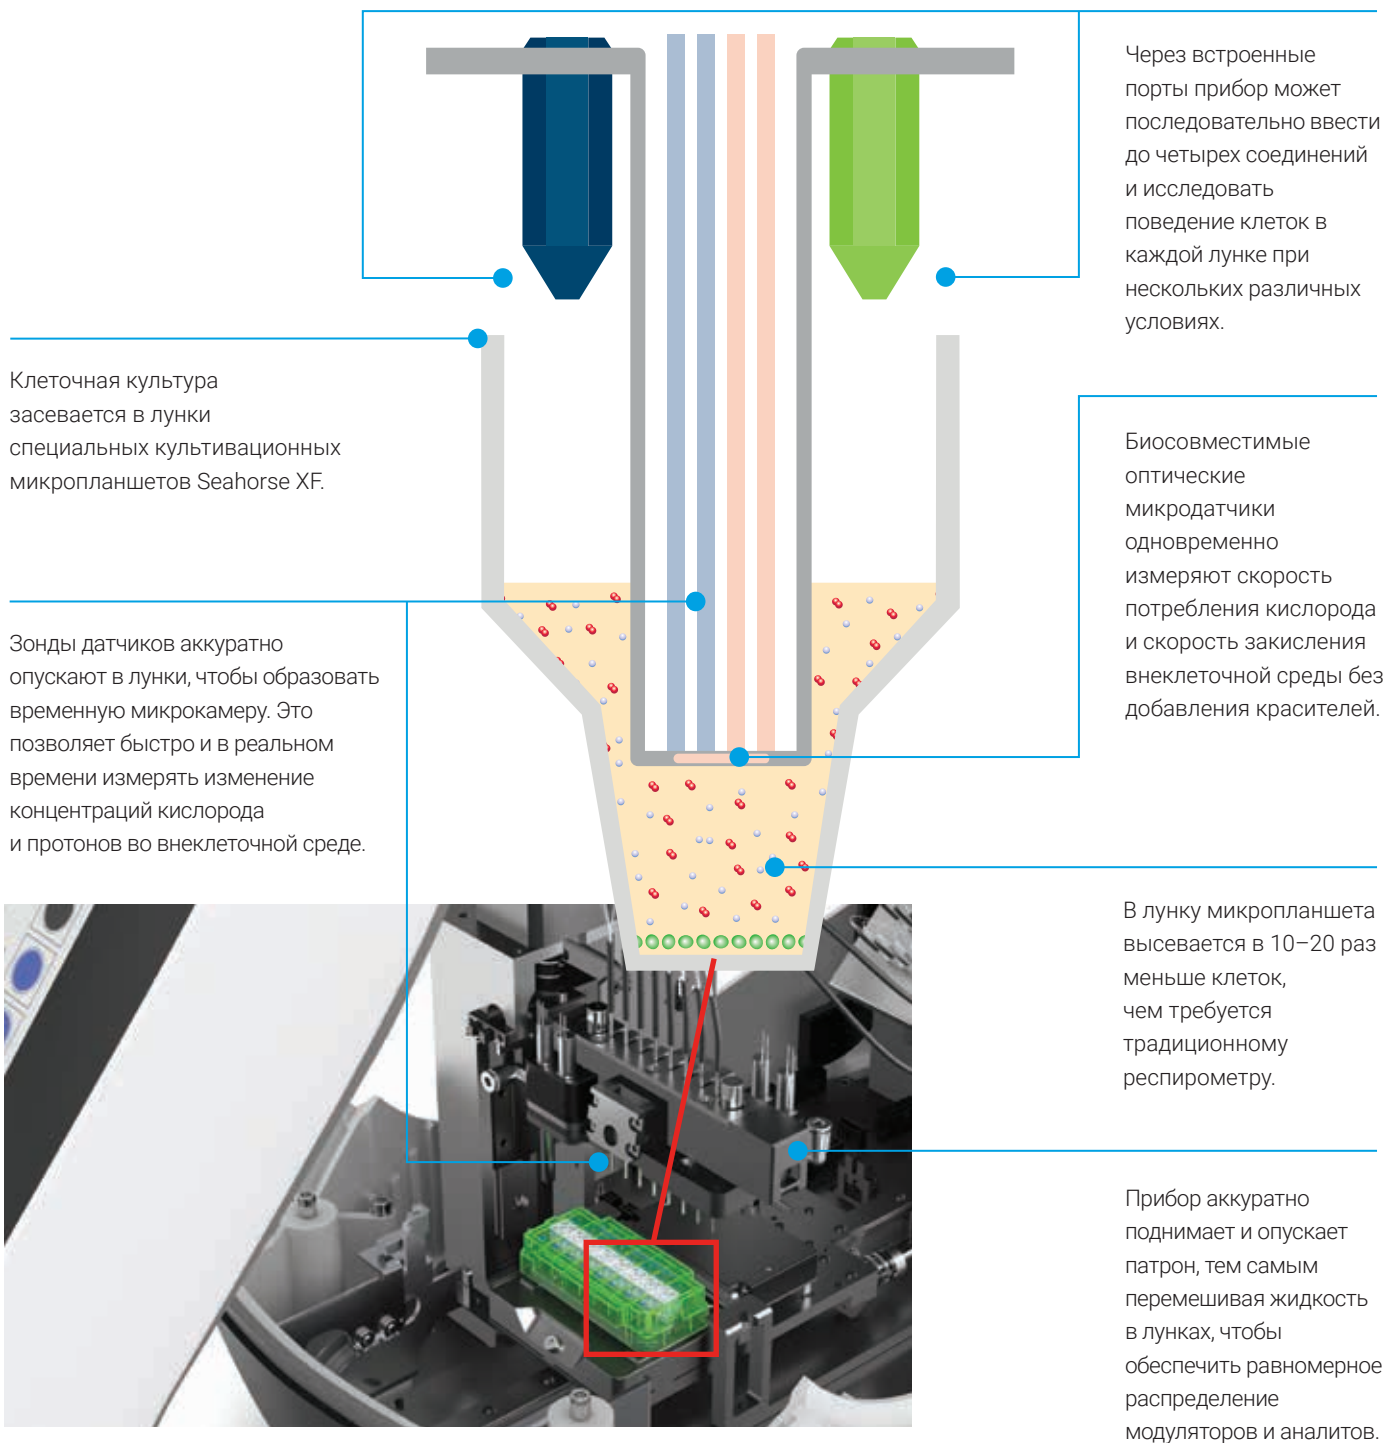 Через встроенные
порты прибор может
последовательно ввести
до четырех соединений
и исследовать
поведение клеток в
каждой лунке при
нескольких различных
условиях.
Клеточная культура
засевается в лунки
специальных культивационных
микропланшетов Seahorse XF.
Биосовместимые
оптические
микродатчики
одновременно
измеряют скорость
потребления кислорода
и скорость закисления
внеклеточной среды без
добавления красителей.
Зонды датчиков аккуратно
опускают в лунки, чтобы образовать
временную микрокамеру. Это
позволяет быстро и в реальном
времени измерять изменение
концентраций кислорода
и протонов во внеклеточной среде.
В лунку микропланшета
высевается в 10–20 раз
меньше клеток,
чем требуется
традиционному
респирометру.
Прибор аккуратно
поднимает и опускает
патрон, тем самым
перемешивая жидкость
в лунках, чтобы
обеспечить равномерное
распределение
модуляторов и аналитов.